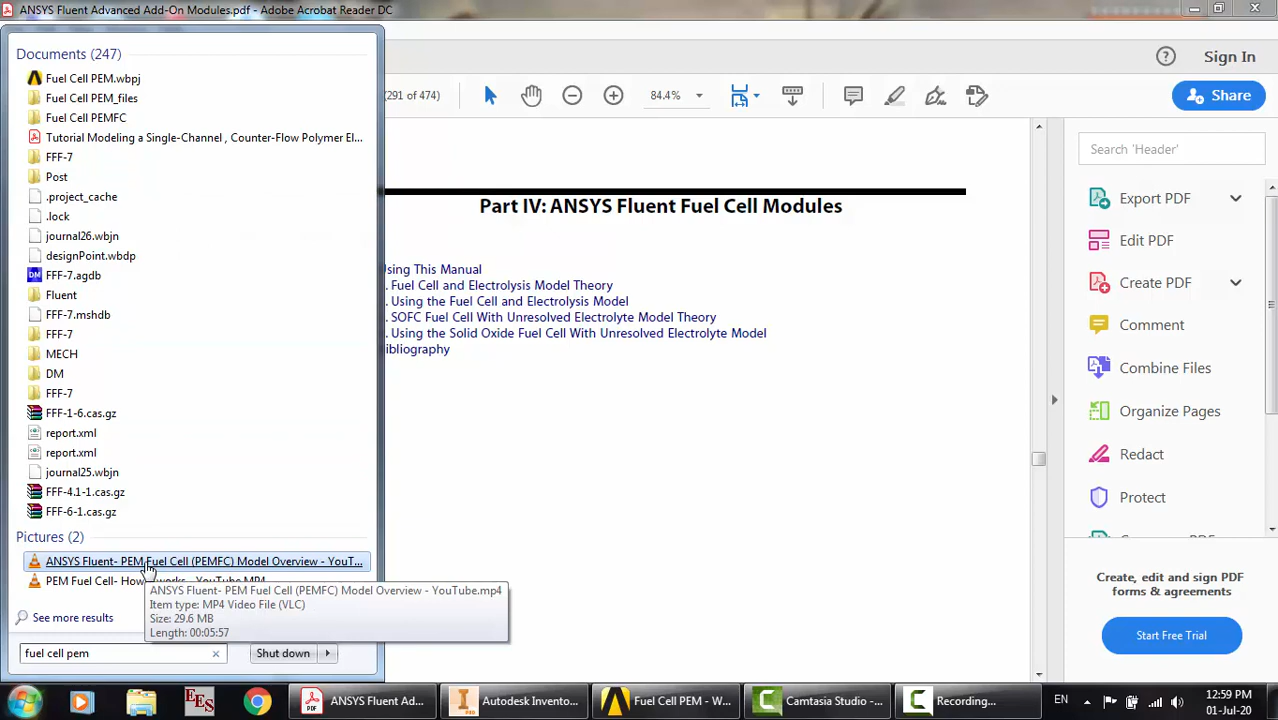 ANSYS Fluent Advanced Add-On Modules.pdf - Adobe Acrobat Reader DC
Documents (247)
Fuel Cell PEM.wbpj
Fuel Cell PEM_files
Fuel Cell PEMFC
Tutorial Modeling a Single-Channel , Counter-Flow Polymer El...
FFF-7
Post
.project_cache
.lock
journal26.wbjn
designPoint.wbdp
FFF-7.agdb
Fluent
FFF-7.mshdb
FFF-7
MECH
DM
FFF-7
FFF-1-6.cas.gz
report.xml
report.xml
journal25.wbjn
FFF-4.1-1.cas.gz
FFF-6-1.cas.gz
Pictures (2)
ANSYS Fluent- PEM Fuel Cell (PEMFC) Model Overview - YouT...
PEM Fuel Cell- How works - YouTube.MP4
ANSYS Fluent- PEM Fuel Cell (PEMFC) Model Overview - YouTube.mp4
Item type: MP4 Video File (VLC)
Size: 29.6 MB
Length: 00:05:57
See more results
fuel cell pem
Shut down
Sign In
(291 of 474)
84.4%
Share
Part IV: ANSYS Fluent Fuel Cell Modules
sing This Manual
. Fuel Cell and Electrolysis Model Theory
. Using the Fuel Cell and Electrolysis Model
. SOFC Fuel Cell With Unresolved Electrolyte Model Theory
. Using the Solid Oxide Fuel Cell With Unresolved Electrolyte Model
ibliography
Search 'Header'
Export PDF
Edit PDF
Create PDF
Comment
Combine Files
Organize Pages
Redact
Protect
Create, edit and sign PDF
forms & agreements
Start Free Trial
EES
ANSYS Fluent Ad...
Autodesk Invento...
Fuel Cell PEM - W...
Camtasia Studio -...
Recording...
EN
12:59 PM
01-Jul-20